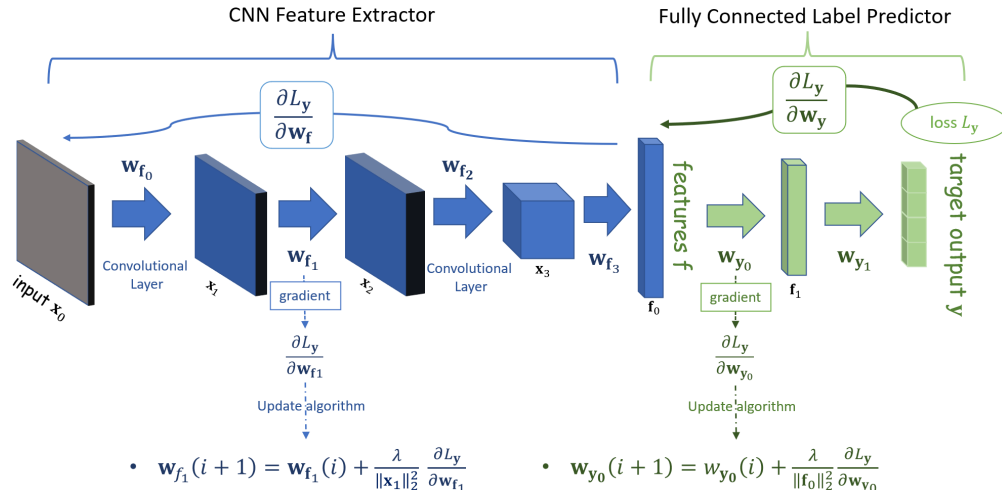 CNN Feature Extractor
Fully Connected Label Predictor
∂L_y / ∂w_f
∂L_y / ∂w_y
loss L_y
w_f0
w_f2
Convolutional
Layer
w_f1
Convolutional
Layer
w_f3
features f
w_y0
w_y1
target output y
input x_0
x_1
x_2
x_3
f_0
f_1
gradient
gradient
∂L_y / ∂w_f1
∂L_y / ∂w_y0
Update algorithm
Update algorithm
• w_f1(i + 1) = w_f1(i) + λ/‖x_1‖₂² ∂L_y/∂w_f1
• w_y0(i + 1) = w_y0(i) + λ/‖f_0‖₂² ∂L_y/∂w_y0